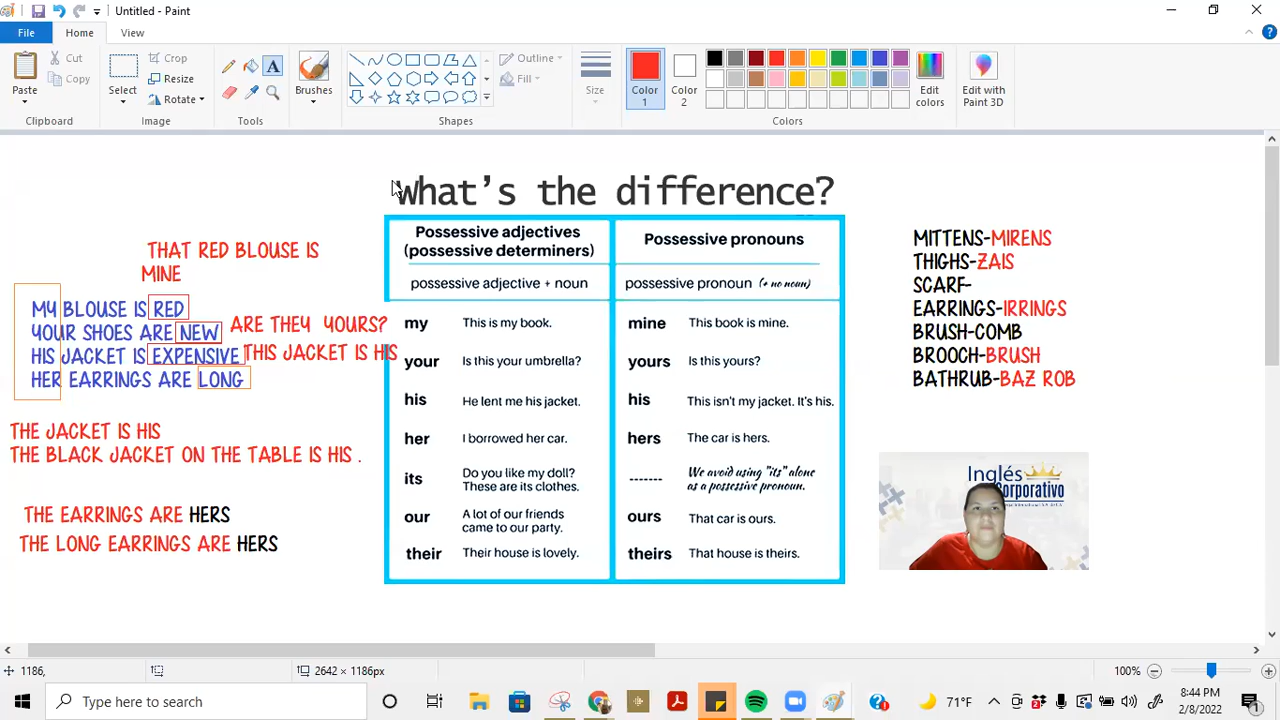 Untitled - Paint
File Home View
Cut
Copy
Paste
Clipboard
Crop
Resize
Rotate
Select
Image
Tools
Brushes
Outline
Fill
Shapes
Size
Color 1
Color 2
Edit colors
Colors
Edit with Paint 3D
what's the difference?
Possessive adjectives
(possessive determiners)
possessive adjective + noun
my This is my book.
your Is this your umbrella?
his He lent me his jacket.
her I borrowed her car.
its Do you like my doll?
These are its clothes.
our A lot of our friends
came to our party.
their Their house is lovely.
Possessive pronouns
possessive pronoun (+ no noun)
mine This book is mine.
yours Is this yours?
his This isn't my jacket. It's his.
hers The car is hers.
------- We avoid using "its" alone
as a possessive pronoun.
ours That car is ours.
theirs That house is theirs.
THAT RED BLOUSE IS
MINE
MY BLOUSE IS RED
YOUR SHOES ARE NEW
HIS JACKET IS EXPENSIVE
HER EARRINGS ARE LONG
ARE THEY YOURS?
THIS JACKET IS HIS
THE JACKET IS HIS
THE BLACK JACKET ON THE TABLE IS HIS .
THE EARRINGS ARE HERS
THE LONG EARRINGS ARE HERS
MITTENS-MIRENS
THIGHS-ZAIS
SCARF-
EARRINGS-IRRINGS
BRUSH-COMB
BROOCH-BRUSH
BATHRUB-BAZ ROB
Inglés
Corporativo
1186,
2642 × 1186px
100%
Type here to search
71°F
8:44 PM
2/8/2022